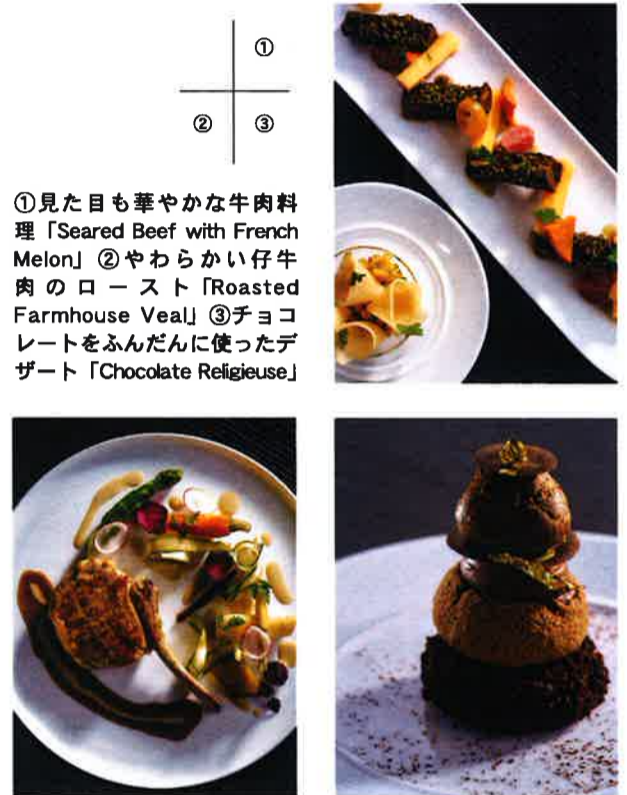 ①
② ③
①見た目も華やかな牛肉料
理「Seared Beef with French
Melon」②やわらかい仔牛
肉のロースト「Roasted
Farmhouse Veal」③チョコ
レートをふんだんに使ったデ
ザート「Chocolate Religieuse」